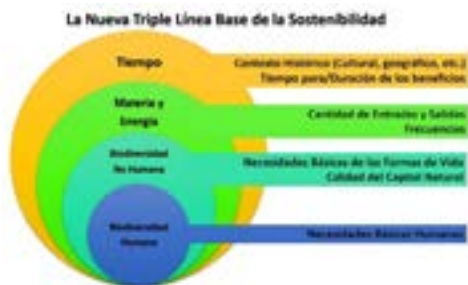 La Nueva Triple Línea Base de la Sostenibilidad
Tiempo
Contexto Histórico (Cultural, geográfico, etc.)
Tiempo para/Duración de los beneficios
Materia y
Energía
Cantidad de Entradas y Salidas
Frecuencias
Biodiversidad
No Humana
Necesidades Básicas de las Formas de Vida
Calidad del Capital Natural
Biodiversidad
Humana
Necesidades Básicas Humanas